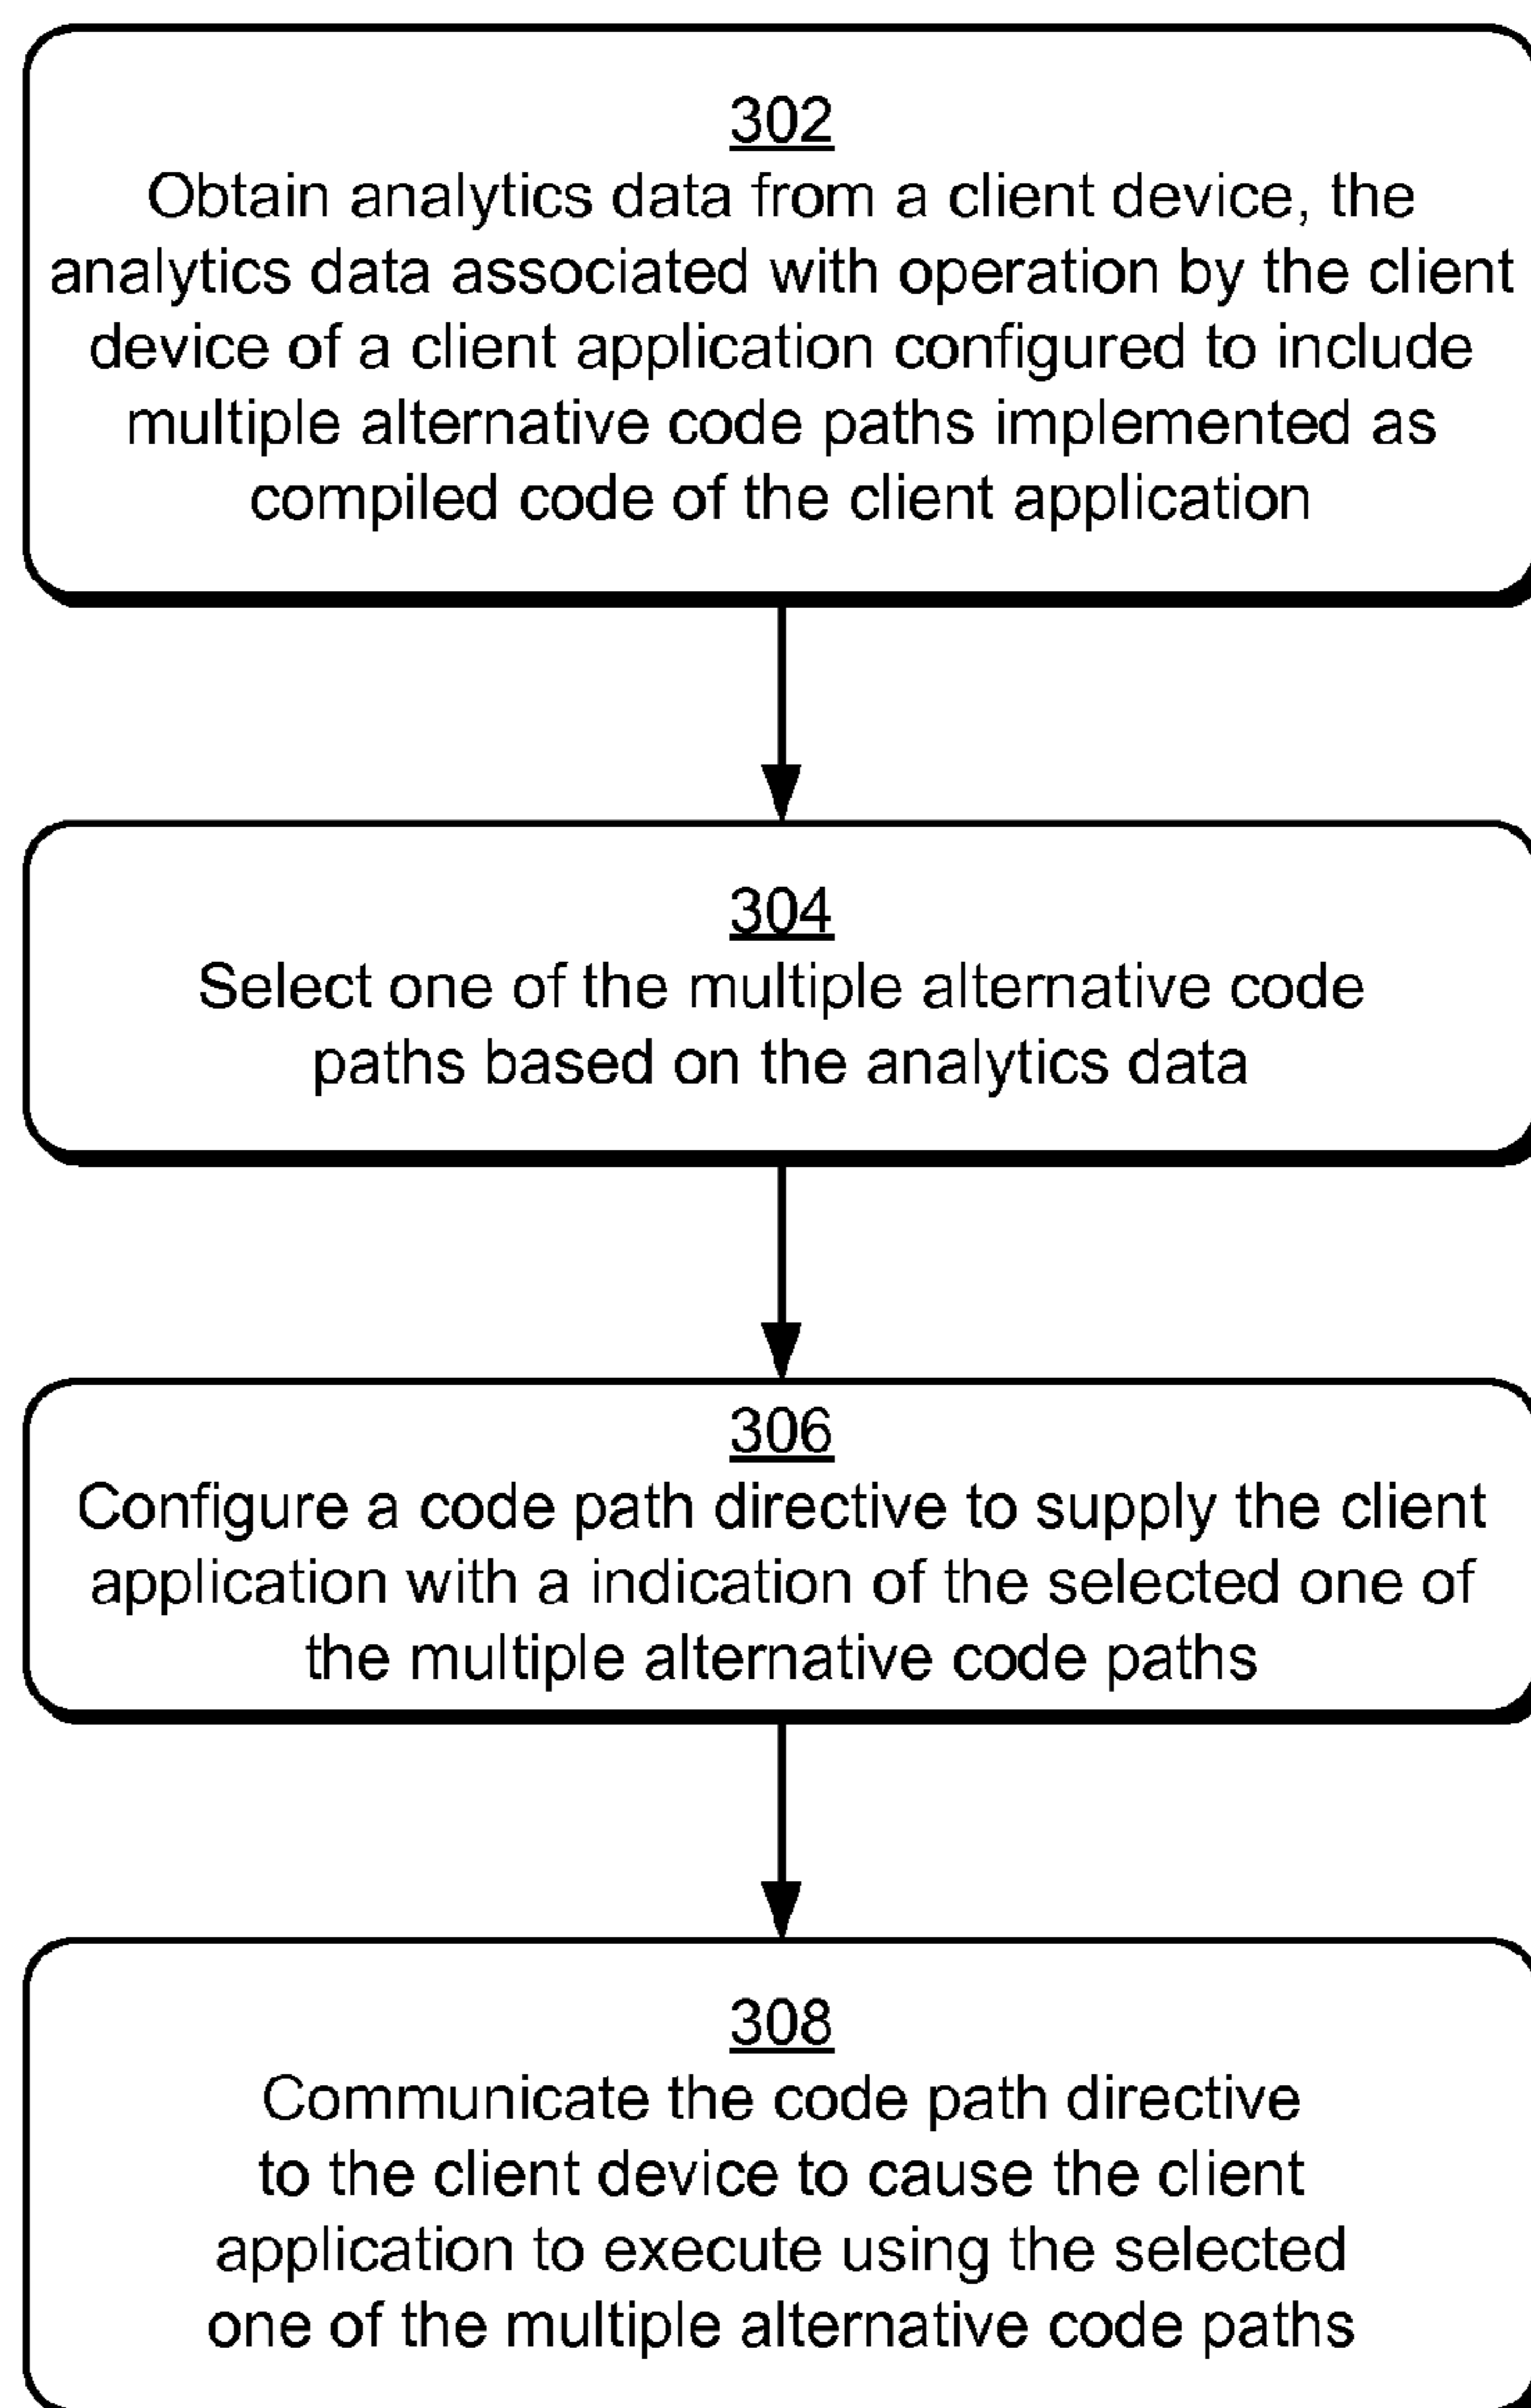 302
Obtain analytics data from a client device, the
analytics data associated with operation by the client
device of a client application configured to include
multiple alternative code paths implemented as
compiled code of the client application
304
Select one of the multiple alternative code
paths based on the analytics data
306
Configure a code path directive to supply the client
application with a indication of the selected one of
the multiple alternative code paths
308
Communicate the code path directive
to the client device to cause the client
application to execute using the selected
one of the multiple alternative code paths